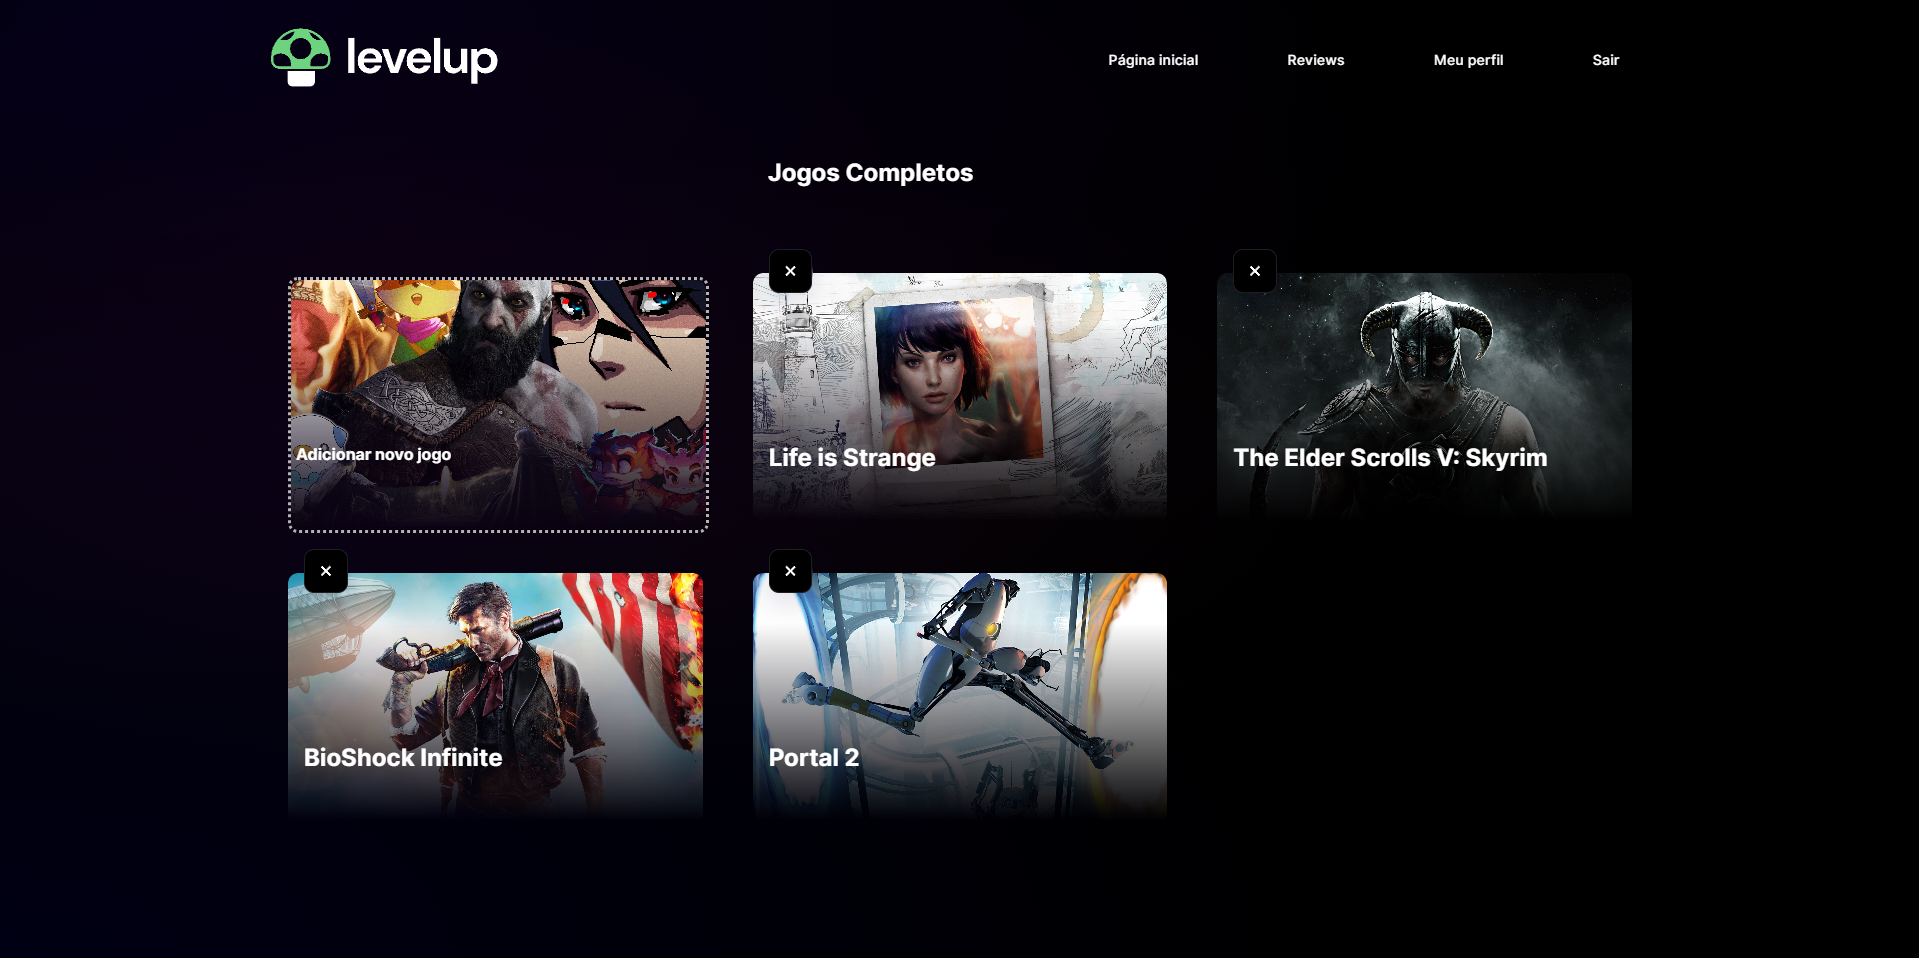 levelup
Página inicial
Reviews
Meu perfil
Sair
Jogos Completos
Adicionar novo jogo
Life is Strange
The Elder Scrolls V: Skyrim
BioShock Infinite
Portal 2